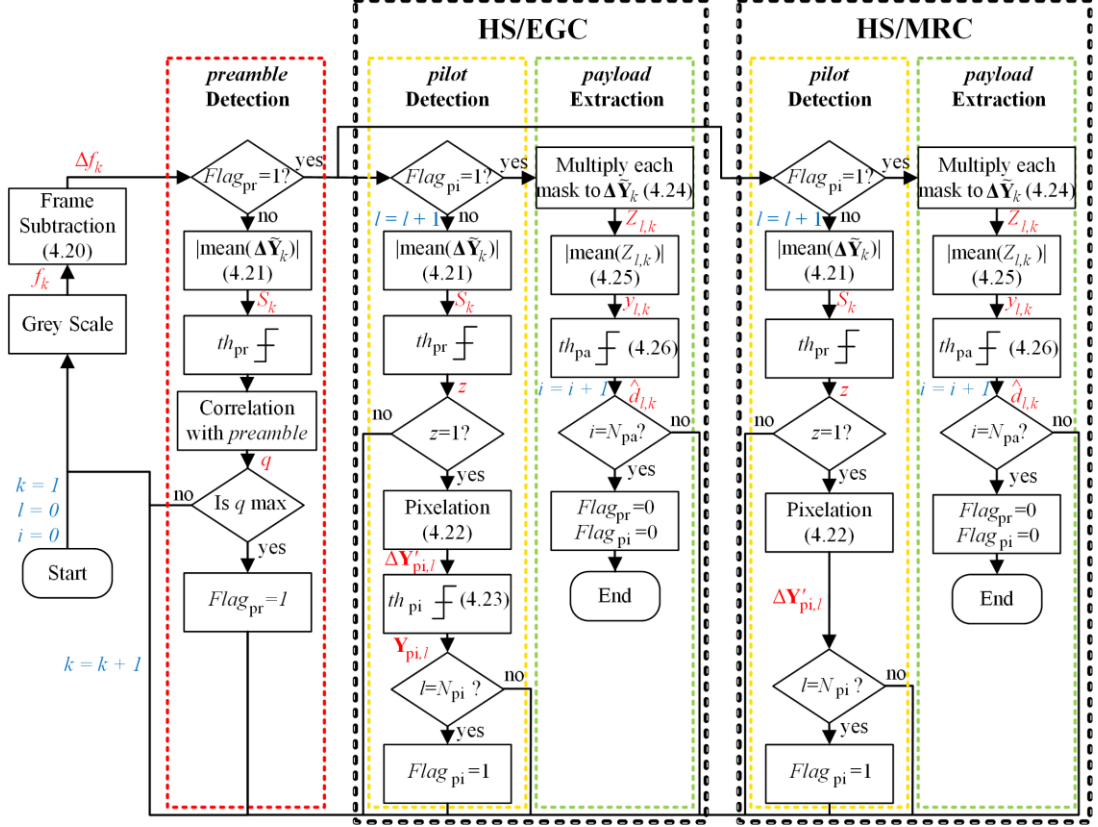 HS/EGC
HS/MRC
preamble
Detection
pilot
Detection
payload
Extraction
pilot
Detection
payload
Extraction
Δf_k
Frame
Subtraction
(4.20)
f_k
Grey Scale
k = 1
l = 0
i = 0
Start
k = k + 1
Flag_pr=1?
yes
no
|mean(ΔỸ_k)|
(4.21)
S_k
th_pr
Correlation
with preamble
q
no
Is q max
yes
Flag_pr=1
Flag_pi=1?
yes
l = l + 1
no
|mean(ΔỸ_k)|
(4.21)
S_k
th_pr
z
no
z=1?
yes
Pixelation
(4.22)
ΔY′_pi,l
th_pi (4.23)
Y_pi,l
l=N_pi ?
no
yes
Flag_pi=1
Multiply each
mask to ΔỸ_k (4.24)
Z_l,k
|mean(Z_l,k)|
(4.25)
y_l,k
th_pa (4.26)
i = i + 1
d̂_l,k
i=N_pa?
no
yes
Flag_pr=0
Flag_pi=0
End
Flag_pi=1?
yes
l = l + 1
no
|mean(ΔỸ_k)|
(4.21)
S_k
th_pr
z
no
z=1?
yes
Pixelation
(4.22)
ΔY′_pi,l
l=N_pi ?
no
yes
Flag_pi=1
Multiply each
mask to ΔỸ_k (4.24)
Z_l,k
|mean(Z_l,k)|
(4.25)
y_l,k
th_pa (4.26)
i = i + 1
d̂_l,k
i=N_pa?
no
yes
Flag_pr=0
Flag_pi=0
End